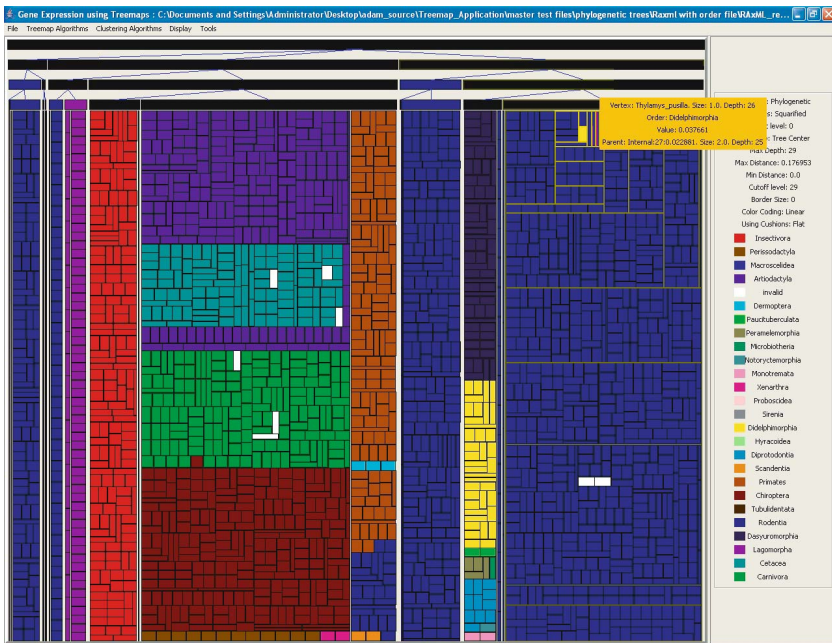 Gene Expression using Treemaps : C:\Documents and Settings\Administrator\Desktop\adam_source\Treemap_Application\master test files\phylogenetic trees\Raxml with order file\RAxML_re...
File Treemap Algorithms Clustering Algorithms Display Tools
Vertex: Thylamys_pusilla. Size: 1.0. Depth: 26
Order: Didelphimorphia
Value: 0.037661
Parent: Internal:27:0.022881. Size: 2.0. Depth: 25
: Phylogenetic
s: Squarified
level: 0
: Tree Center
Max Depth: 29
Max Distance: 0.176953
Min Distance: 0.0
Cutoff level: 29
Border Size: 0
Color Coding: Linear
Using Cushions: Flat
Insectivora
Perissodactyla
Macroscelidea
Artiodactyla
invalid
Dermoptera
Paucituberculata
Peramelemorphia
Microbiotheria
Notoryctemorphia
Monotremata
Xenarthra
Proboscidea
Sirenia
Didelphimorphia
Hyracoidea
Diprotodontia
Scandentia
Primates
Chiroptera
Tubulidentata
Rodentia
Dasyuromorphia
Lagomorpha
Cetacea
Carnivora